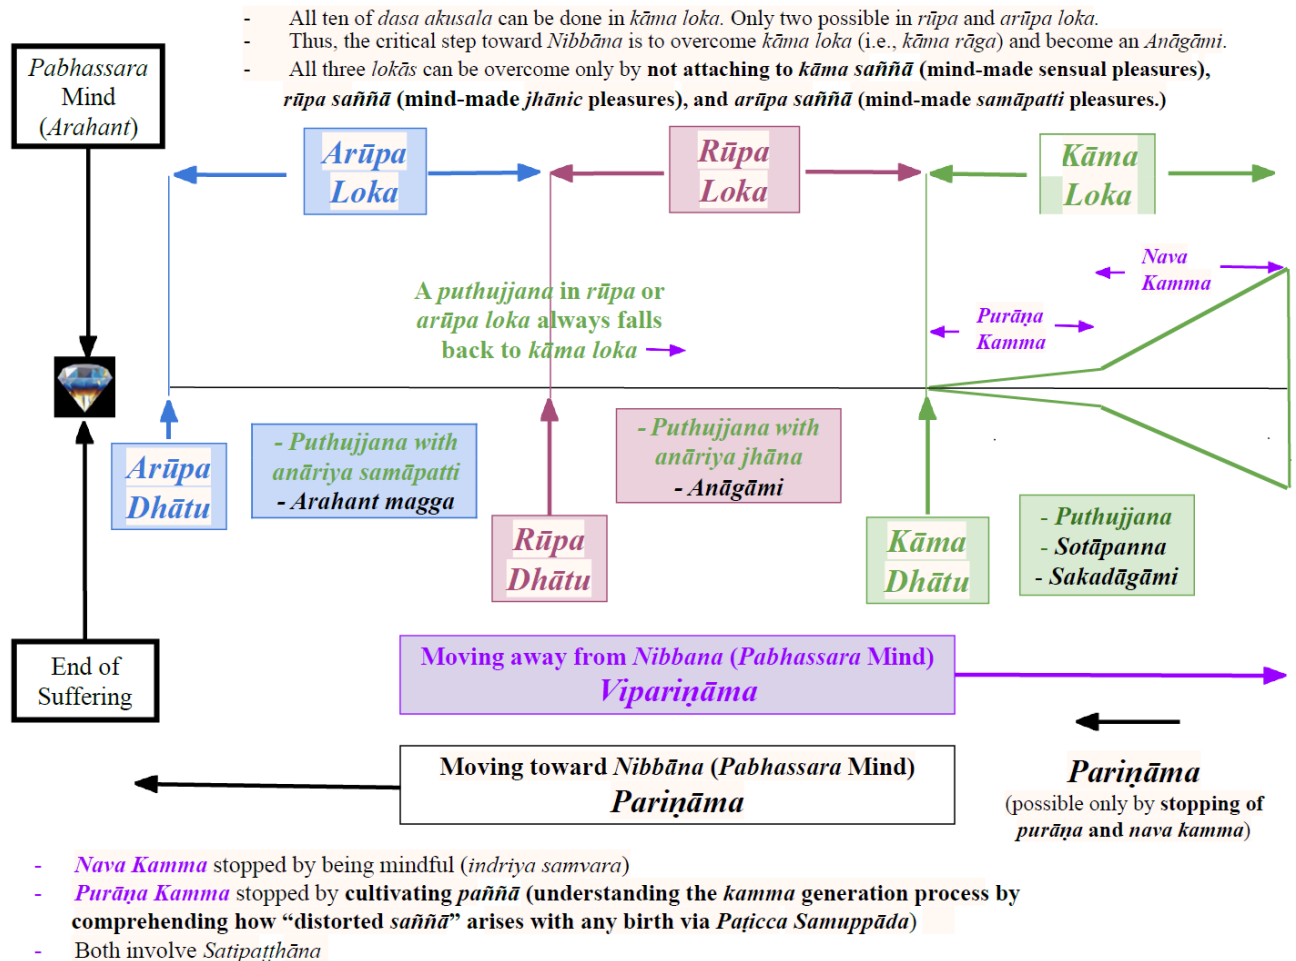 - All ten of dasa akusala can be done in kāma loka. Only two possible in rūpa and arūpa loka.
- Thus, the critical step toward Nibbāna is to overcome kāma loka (i.e., kāma rāga) and become an Anāgāmi.
- All three lokās can be overcome only by not attaching to kāma saññā (mind-made sensual pleasures),
rūpa saññā (mind-made jhānic pleasures), and arūpa saññā (mind-made samāpatti pleasures.)
Pabhassara
Mind
(Arahant)
Arūpa
Loka
Rūpa
Loka
Kāma
Loka
Nava
Kamma
Purāṇa
Kamma
A puthujjana in rūpa or
arūpa loka always falls
back to kāma loka
Arūpa
Dhātu
- Puthujjana with
anāriya samāpatti
- Arahant magga
Rūpa
Dhātu
- Puthujjana with
anāriya jhāna
- Anāgāmi
Kāma
Dhātu
- Puthujjana
- Sotāpanna
- Sakadāgāmi
End of
Suffering
Moving away from Nibbana (Pabhassara Mind)
Vipariṇāma
Moving toward Nibbāna (Pabhassara Mind)
Pariṇāma
Pariṇāma
(possible only by stopping of
purāṇa and nava kamma)
- Nava Kamma stopped by being mindful (indriya samvara)
- Purāṇa Kamma stopped by cultivating paññā (understanding the kamma generation process by
comprehending how “distorted saññā” arises with any birth via Paṭicca Samuppāda)
- Both involve Satipaṭṭhāna